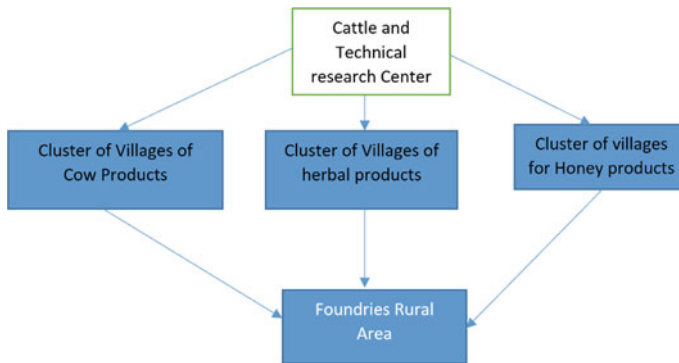 Cattle and
Technical
research Center
Cluster of Villages of
Cow Products
Cluster of Villages of
herbal products
Cluster of villages
for Honey products
Foundries Rural
Area